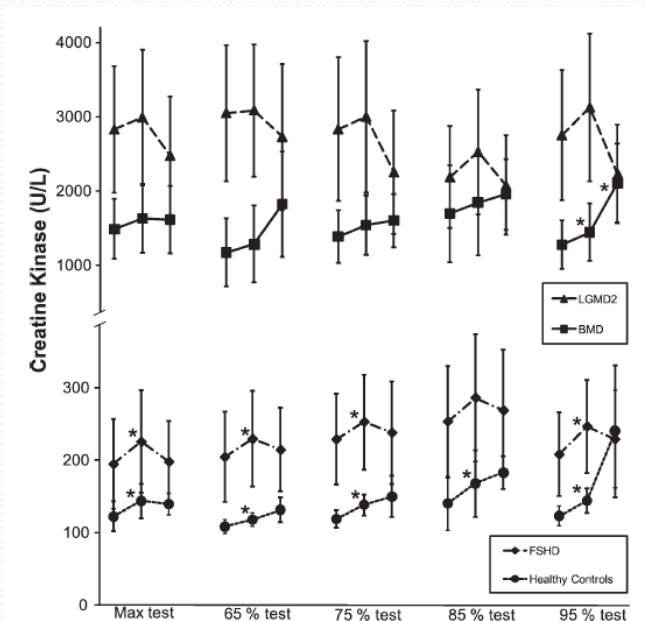 Creatine Kinase (U/L)
4000
3000
2000
1000
300
200
100
0
*
*
LGMD2
BMD
*
*
*
*
*
*
*
*
*
FSHD
Healthy Controls
Max test
65 % test
75 % test
85 % test
95 % test